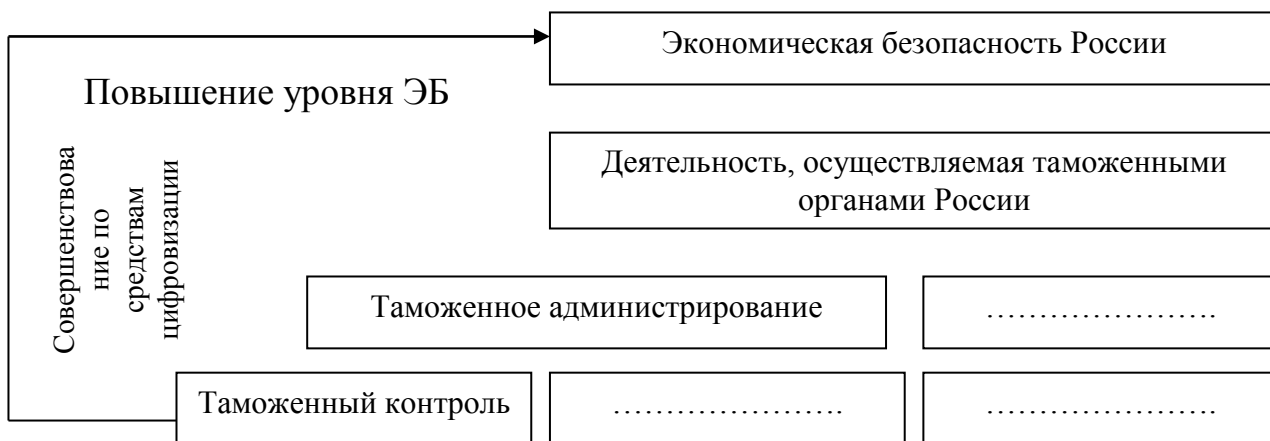 Экономическая безопасность России
Повышение уровня ЭБ
Деятельность, осуществляемая таможенными
органами России
Совершенствова
ние по
средствам
цифровизации
Таможенное администрирование
………………….
Таможенный контроль
………………….
………………….